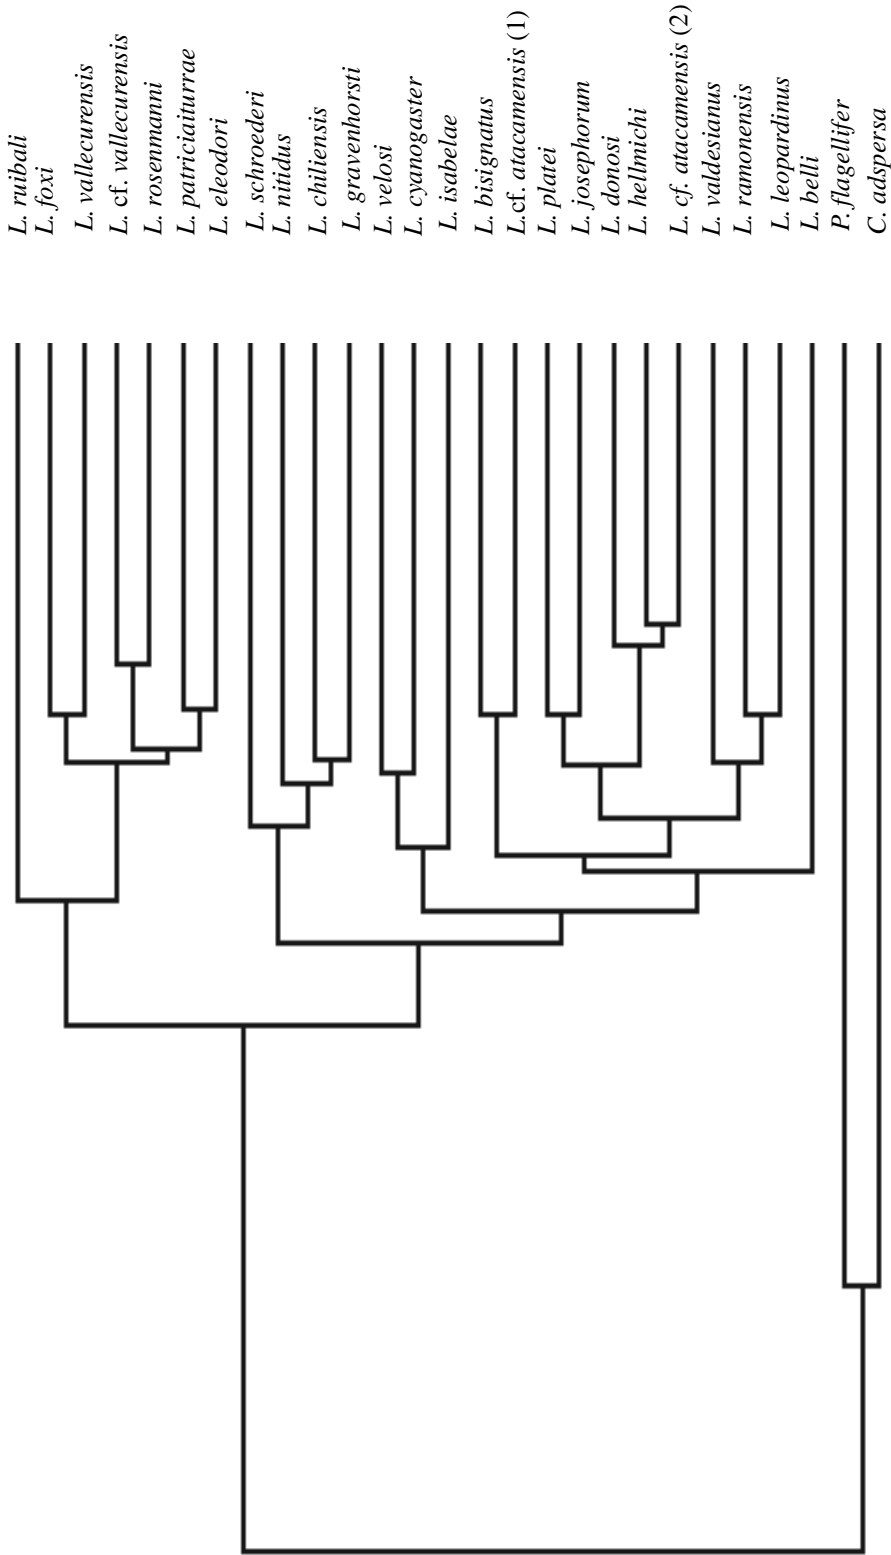 L. ruibali
L. foxi
L. vallecurensis
L. cf. vallecurensis
L. rosenmanni
L. patriciaiturrae
L. eleodori
L. schroederi
L. nitidus
L. chiliensis
L. gravenhorsti
L. velosi
L. cyanogaster
L. isabelae
L. bisignatus
L.cf. atacamensis (1)
L. platei
L. josephorum
L. donosi
L. hellmichi
L. cf. atacamensis (2)
L. valdesianus
L. ramonensis
L. leopardinus
L. belli
P. flagellifer
C. adspersa